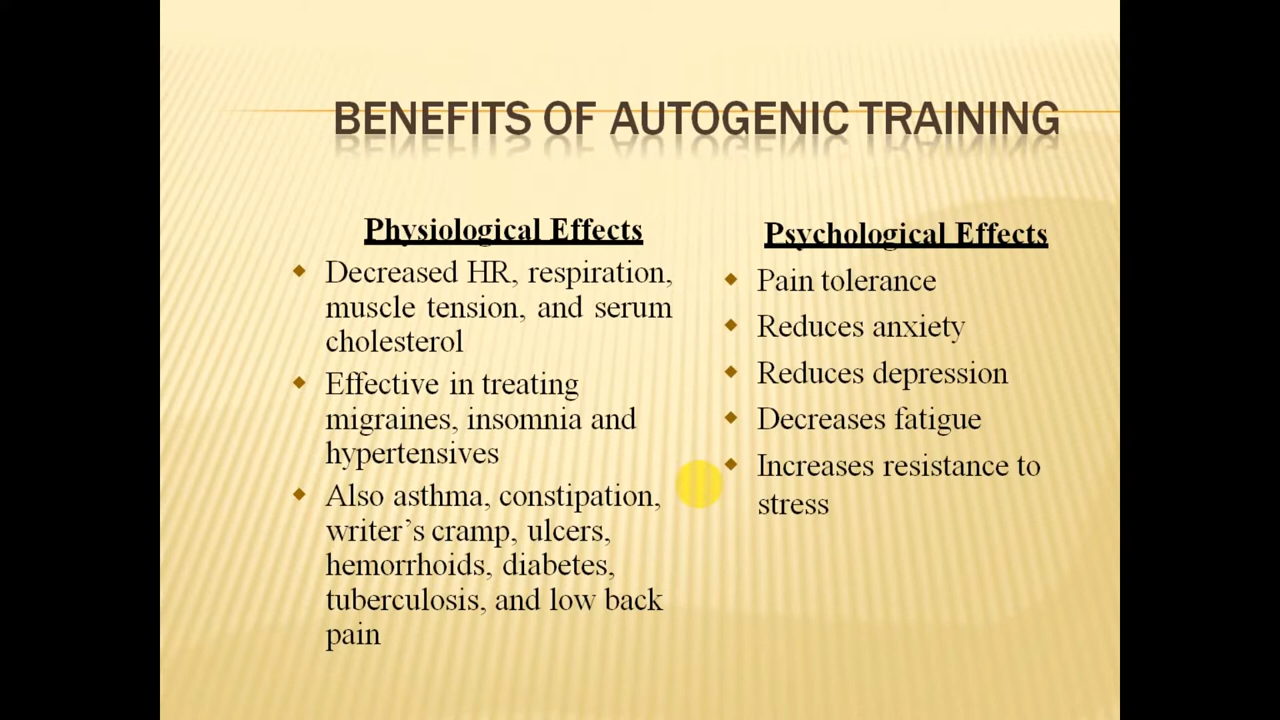 BENEFITS OF AUTOGENIC TRAINING
Physiological Effects
Decreased HR, respiration,
muscle tension, and serum
cholesterol
Effective in treating
migraines, insomnia and
hypertensives
Also asthma, constipation,
writer's cramp, ulcers,
hemorrhoids, diabetes,
tuberculosis, and low back
pain
Psychological Effects
Pain tolerance
Reduces anxiety
Reduces depression
Decreases fatigue
Increases resistance to
stress